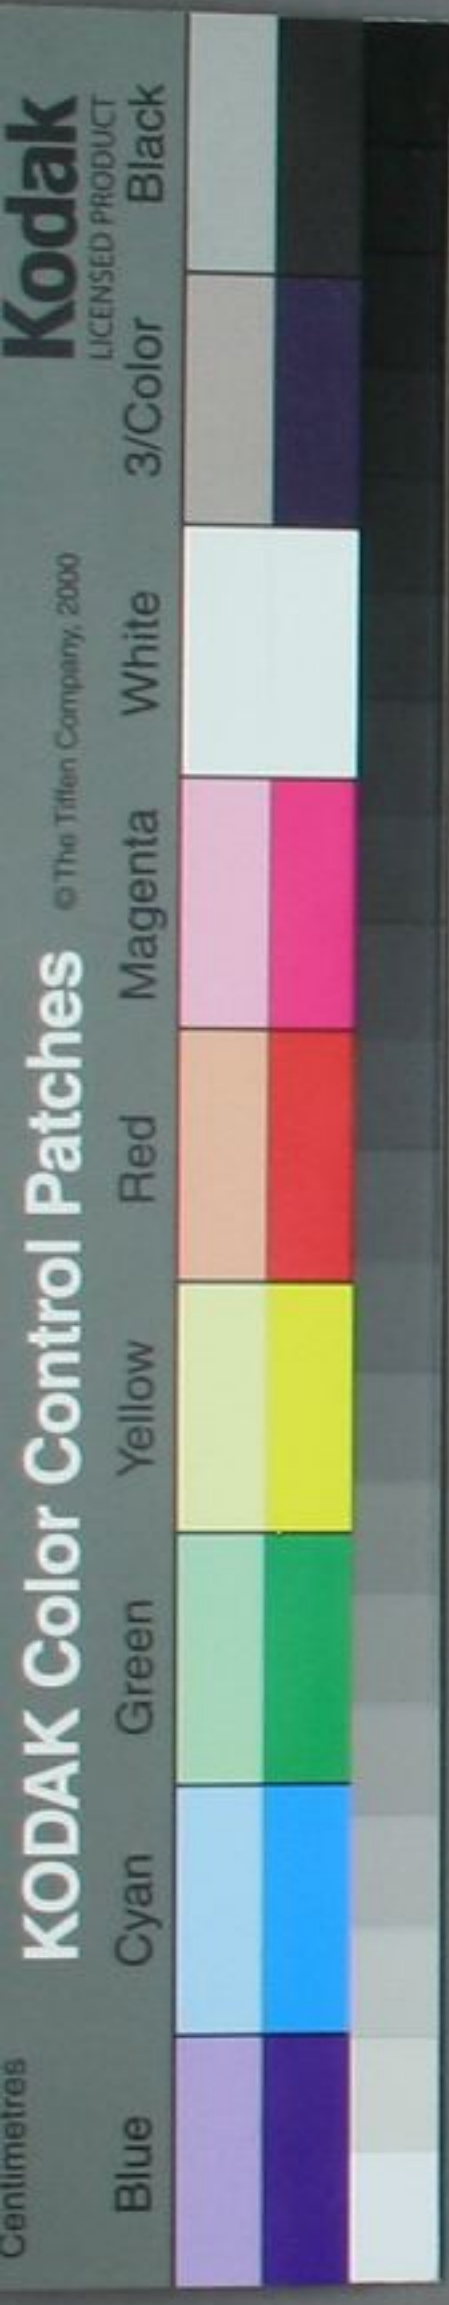 Centimetres
KODAK Color Control Patches © The Tiffen Company, 2000 Kodak
LICENSED PRODUCT
Blue Cyan Green Yellow Red Magenta White 3/Color Black